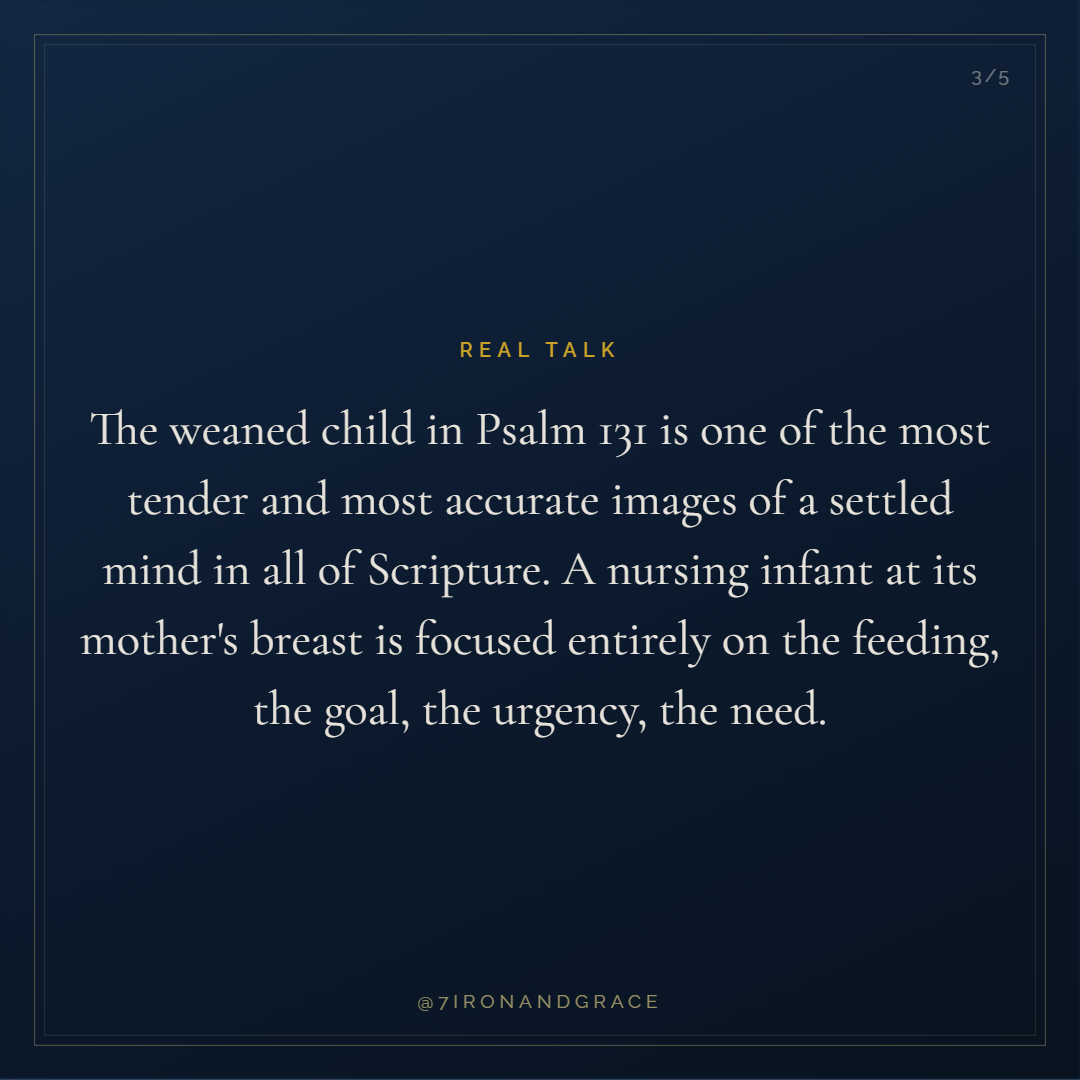 3/5
REAL TALK
The weaned child in Psalm 131 is one of the most
tender and most accurate images of a settled
mind in all of Scripture. A nursing infant at its
mother's breast is focused entirely on the feeding,
the goal, the urgency, the need.
@7IRONANDGRACE